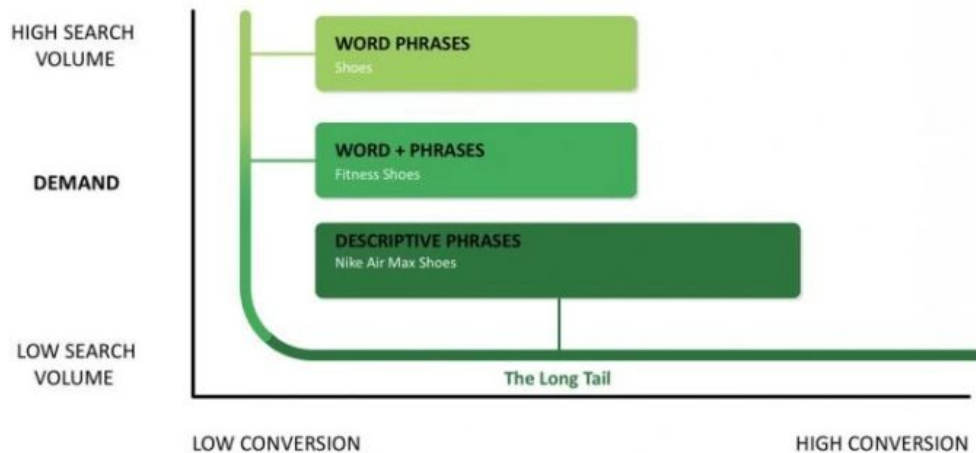 HIGH SEARCH
VOLUME
WORD PHRASES
Shoes
WORD + PHRASES
Fitness Shoes
DEMAND
DESCRIPTIVE PHRASES
Nike Air Max Shoes
LOW SEARCH
VOLUME
The Long Tail
LOW CONVERSION
HIGH CONVERSION